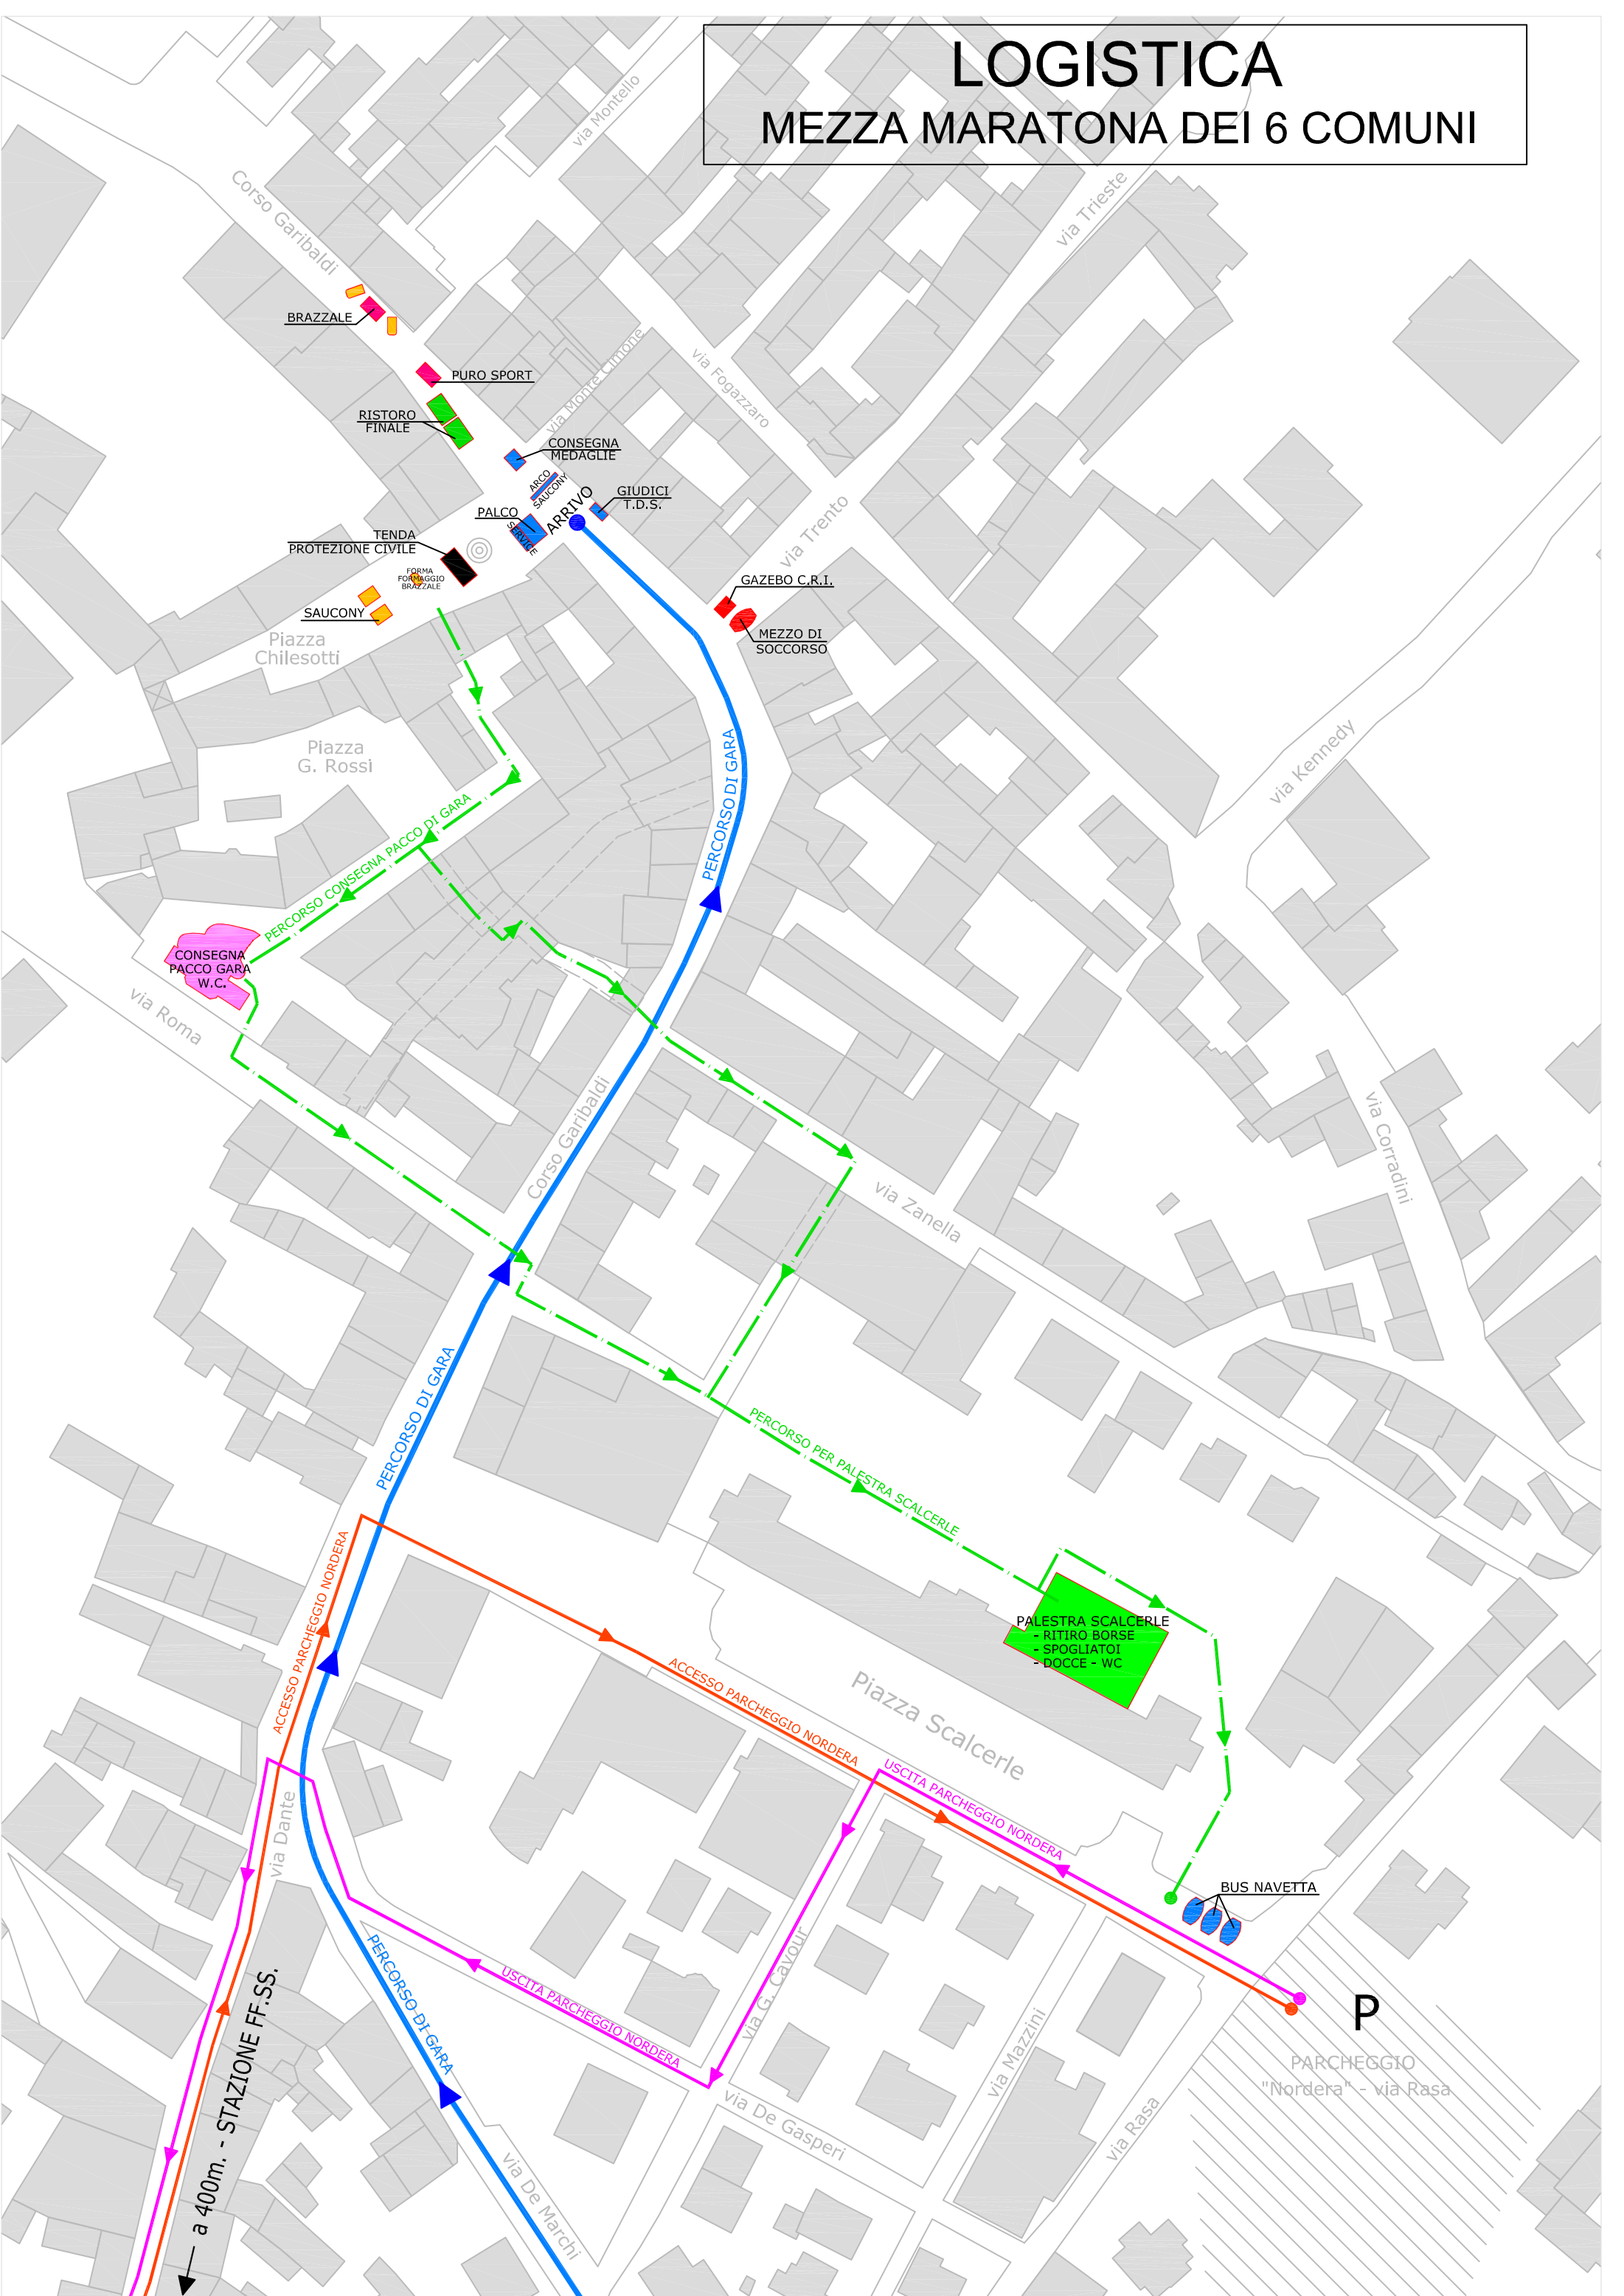 LOGISTICA
MEZZA MARATONA DEI 6 COMUNI
via Montello
Corso Garibaldi
via Trieste
BRAZZALE
PURO SPORT
via Monte Cimone
via Fogazzaro
RISTORO
FINALE
CONSEGNA
MEDAGLIE
ARCO
SAUCONY
ARRIVO
GIUDICI
T.D.S.
PALCO
SERVICE
TENDA
PROTEZIONE CIVILE
FORMA
FORMAGGIO
BRAZZALE
SAUCONY
via Trento
GAZEBO C.R.I.
MEZZO DI
SOCCORSO
Piazza
Chilesotti
Piazza
G. Rossi
via Kennedy
PERCORSO DI GARA
PERCORSO CONSEGNA PACCO DI GARA
CONSEGNA
PACCO GARA
W.C.
via Roma
Corso Garibaldi
via Corradini
via Zanella
PERCORSO DI GARA
PERCORSO PER PALESTRA SCALCERLE
ACCESSO PARCHEGGIO NORDERA
PALESTRA SCALCERLE
- RITIRO BORSE
- SPOGLIATOI
- DOCCE - WC
ACCESSO PARCHEGGIO NORDERA
Piazza Scalcerle
USCITA PARCHEGGIO NORDERA
via Dante
BUS NAVETTA
PERCORSO DI GARA
USCITA PARCHEGGIO NORDERA
via G. Cavour
a 400m. - STAZIONE FF.SS.
P
PARCHEGGIO
"Nordera" - via Rasa
via Mazzini
via De Gasperi
via Rasa
via De Marchi